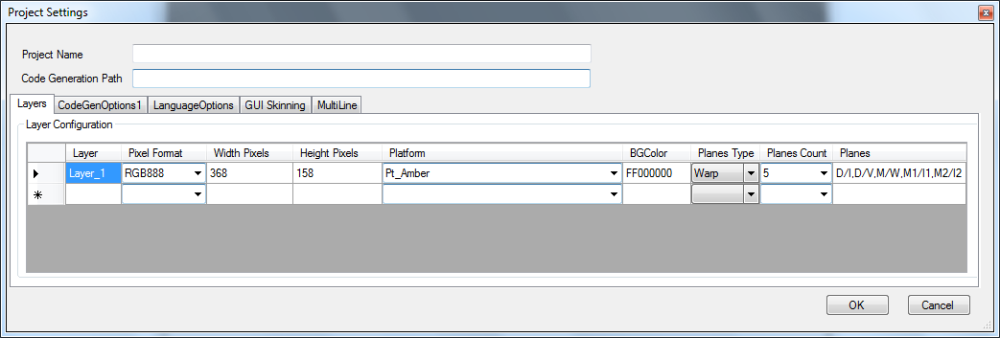 Project Settings
Project Name
Code Generation Path
Layers CodeGenOptions1 LanguageOptions GUI Skinning MultiLine
Layer Configuration
Layer Pixel Format Width Pixels Height Pixels Platform BGColor Planes Type Planes Count Planes
Layer_1 RGB888 368 158 Pt_Amber FF000000 Warp 5 D/I,D/V,M/W,M1/I1,M2/I2
OK Cancel